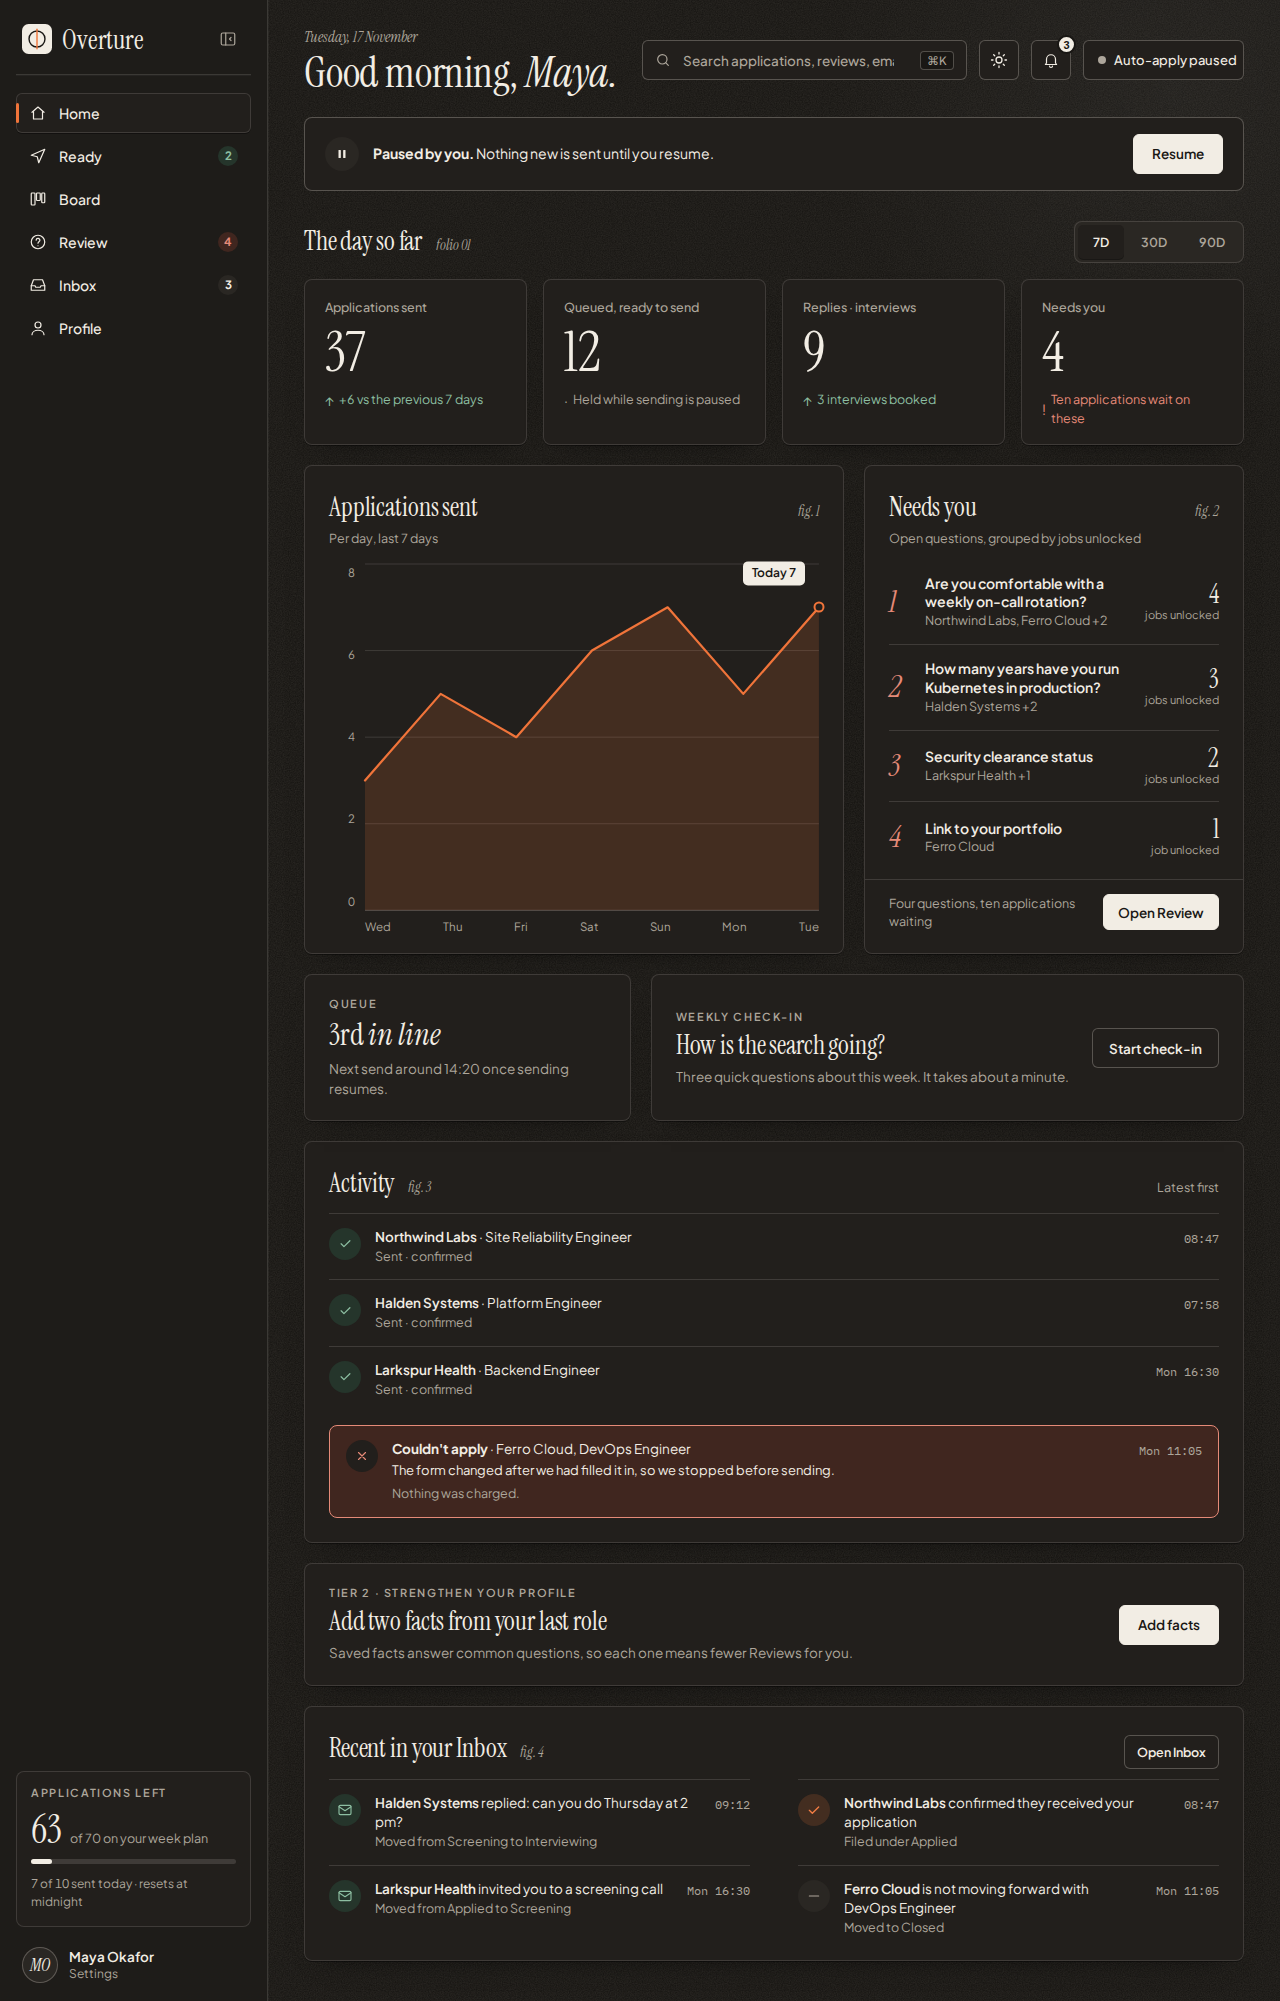 Overture
Home
Ready 2
Board
Review 4
Inbox 3
Profile
APPLICATIONS LEFT
63 of 70 on your week plan
7 of 10 sent today · resets at
midnight
MO
Maya Okafor
Settings
Tuesday, 17 November
Good morning, Maya.
Search applications, reviews, ema
⌘K
3
Auto-apply paused
Paused by you. Nothing new is sent until you resume.
Resume
The day so far folio 01
7D 30D 90D
Applications sent
37
↑ +6 vs the previous 7 days
Queued, ready to send
12
· Held while sending is paused
Replies · interviews
9
↑ 3 interviews booked
Needs you
4
! Ten applications wait on
these
Applications sent fig. 1
Per day, last 7 days
Today 7
8
6
4
2
0
Wed Thu Fri Sat Sun Mon Tue
Needs you fig. 2
Open questions, grouped by jobs unlocked
1
Are you comfortable with a
weekly on-call rotation?
Northwind Labs, Ferro Cloud +2
4
jobs unlocked
2
How many years have you run
Kubernetes in production?
Halden Systems +2
3
jobs unlocked
3
Security clearance status
Larkspur Health +1
2
jobs unlocked
4
Link to your portfolio
Ferro Cloud
1
job unlocked
Four questions, ten applications
waiting
Open Review
QUEUE
3rd in line
Next send around 14:20 once sending
resumes.
WEEKLY CHECK-IN
How is the search going?
Three quick questions about this week. It takes about a minute.
Start check-in
Activity fig. 3
Latest first
Northwind Labs · Site Reliability Engineer 08:47
Sent · confirmed
Halden Systems · Platform Engineer 07:58
Sent · confirmed
Larkspur Health · Backend Engineer Mon 16:30
Sent · confirmed
Couldn't apply · Ferro Cloud, DevOps Engineer Mon 11:05
The form changed after we had filled it in, so we stopped before sending.
Nothing was charged.
TIER 2 · STRENGTHEN YOUR PROFILE
Add two facts from your last role
Saved facts answer common questions, so each one means fewer Reviews for you.
Add facts
Recent in your Inbox fig. 4
Open Inbox
Halden Systems replied: can you do Thursday at 2 09:12
pm?
Moved from Screening to Interviewing
Northwind Labs confirmed they received your 08:47
application
Filed under Applied
Larkspur Health invited you to a screening call Mon 16:30
Moved from Applied to Screening
Ferro Cloud is not moving forward with Mon 11:05
DevOps Engineer
Moved to Closed